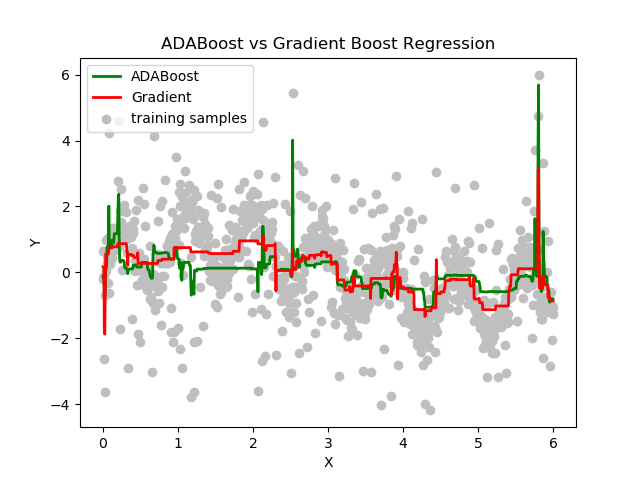 ADABoost vs Gradient Boost Regression
ADABoost
Gradient
training samples
6
4
2
0
−2
−4
Y
0 1 2 3 4 5 6
X